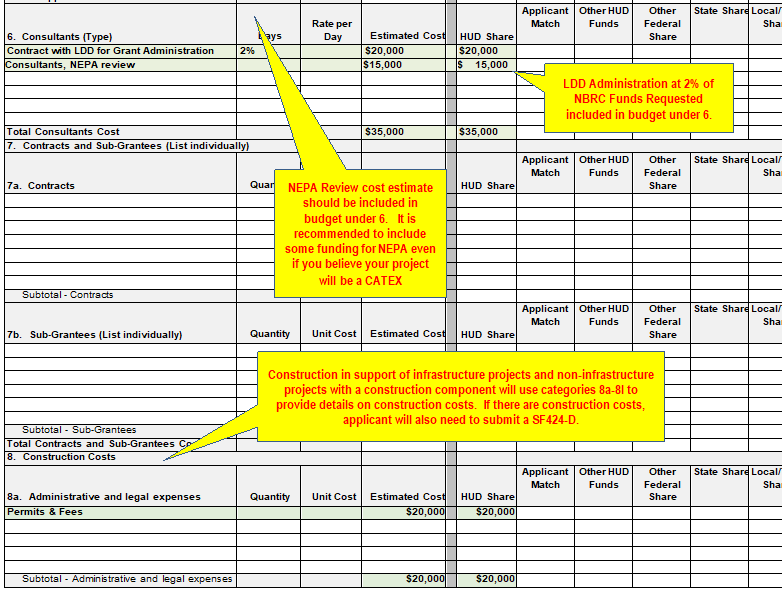 Applicant Match Other HUD Funds Other Federal Share State Share Local/
6. Consultants (Type) Rate per Day Estimated Cost HUD Share
Contract with LDD for Grant Administration 2% $20,000 $20,000
Consultants, NEPA review $15,000 $ 15,000
LDD Administration at 2% of
NBRC Funds Requested
included in budget under 6.
Total Consultants Cost $35,000 $35,000
7. Contracts and Sub-Grantees (List individually)
Applicant Match Other HUD Funds Other Federal Share State Share Local/
7a. Contracts Estimated Cost HUD Share
NEPA Review cost estimate
should be included in
budget under 6. It is
recommended to include
some funding for NEPA even
if you believe your project
will be a CATEX
Subtotal - Contracts
Applicant Match Other HUD Funds Other Federal Share State Share Local/
7b. Sub-Grantees (List individually) Quantity Unit Cost Estimated Cost HUD Share
Construction in support of infrastructure projects and non-infrastructure
projects with a construction component will use categories 8a-8l to
provide details on construction costs. If there are construction costs,
applicant will also need to submit a SF424-D.
Subtotal - Sub-Grantees
Total Contracts and Sub-Grantees
8. Construction Costs
Applicant Match Other HUD Funds Other Federal Share State Share Local/
8a. Administrative and legal expenses Quantity Unit Cost Estimated Cost HUD Share
Permits & Fees $20,000 $20,000
Subtotal - Administrative and legal expenses $20,000 $20,000